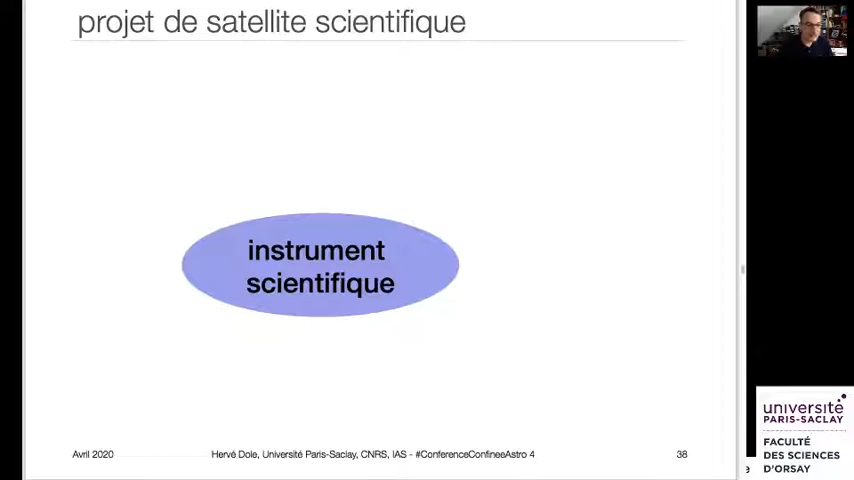 projet de satellite scientifique
instrument
scientifique
Avril 2020
Hervé Dole, Université Paris-Saclay, CNRS, IAS - #ConferenceConfineeAstro 4
38
université
PARIS-SACLAY
FACULTÉ
DES SCIENCES
D'ORSAY
e